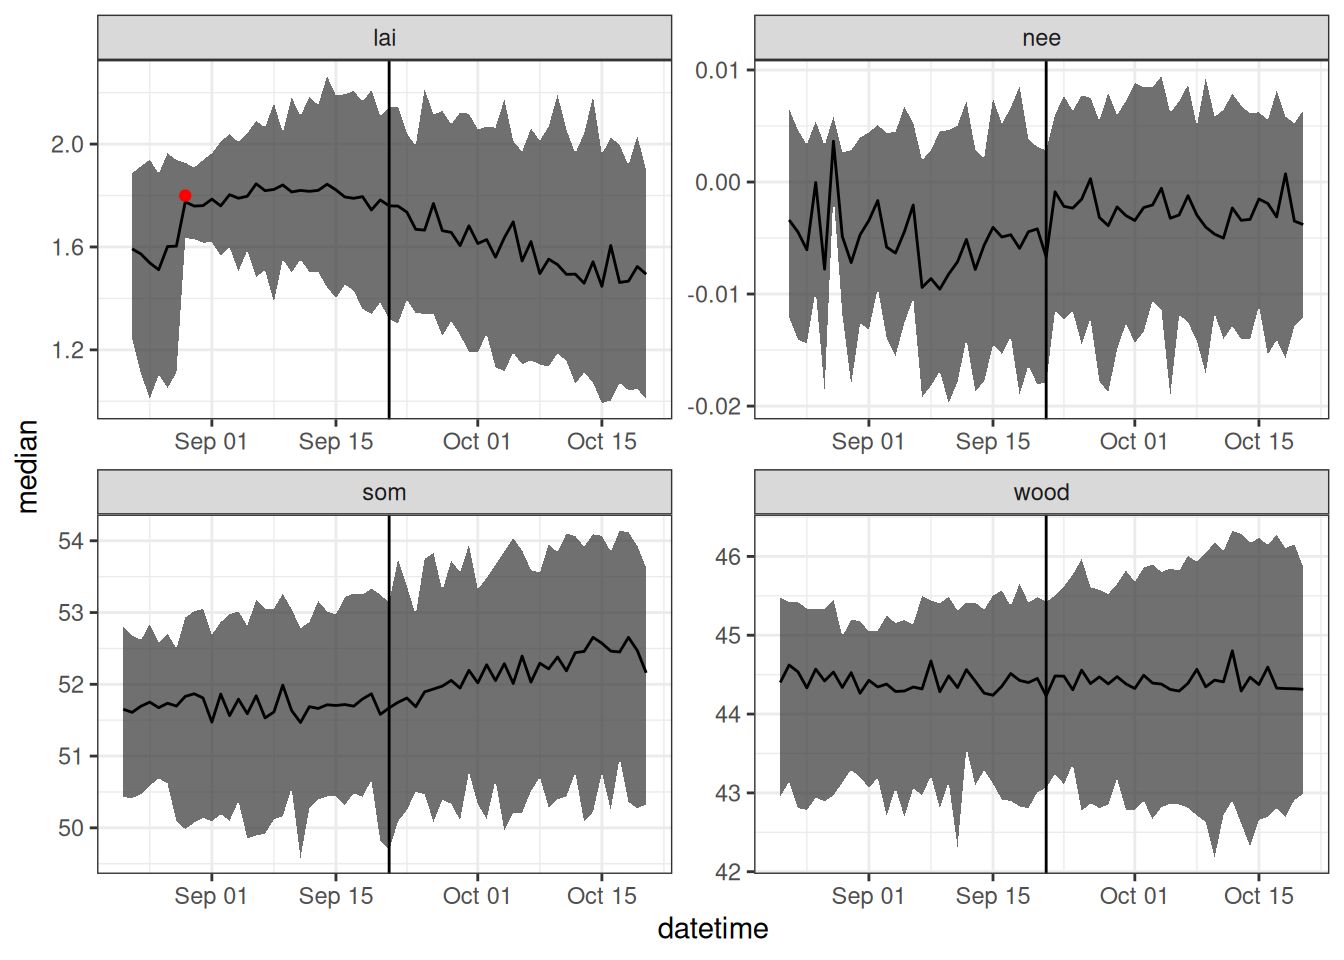 lai
nee
2.0
1.6
1.2
0.01
0.00
-0.01
-0.02
Sep 01 Sep 15 Oct 01 Oct 15
Sep 01 Sep 15 Oct 01 Oct 15
median
som
wood
54
53
52
51
50
46
45
44
43
42
Sep 01 Sep 15 Oct 01 Oct 15
Sep 01 Sep 15 Oct 01 Oct 15
datetime